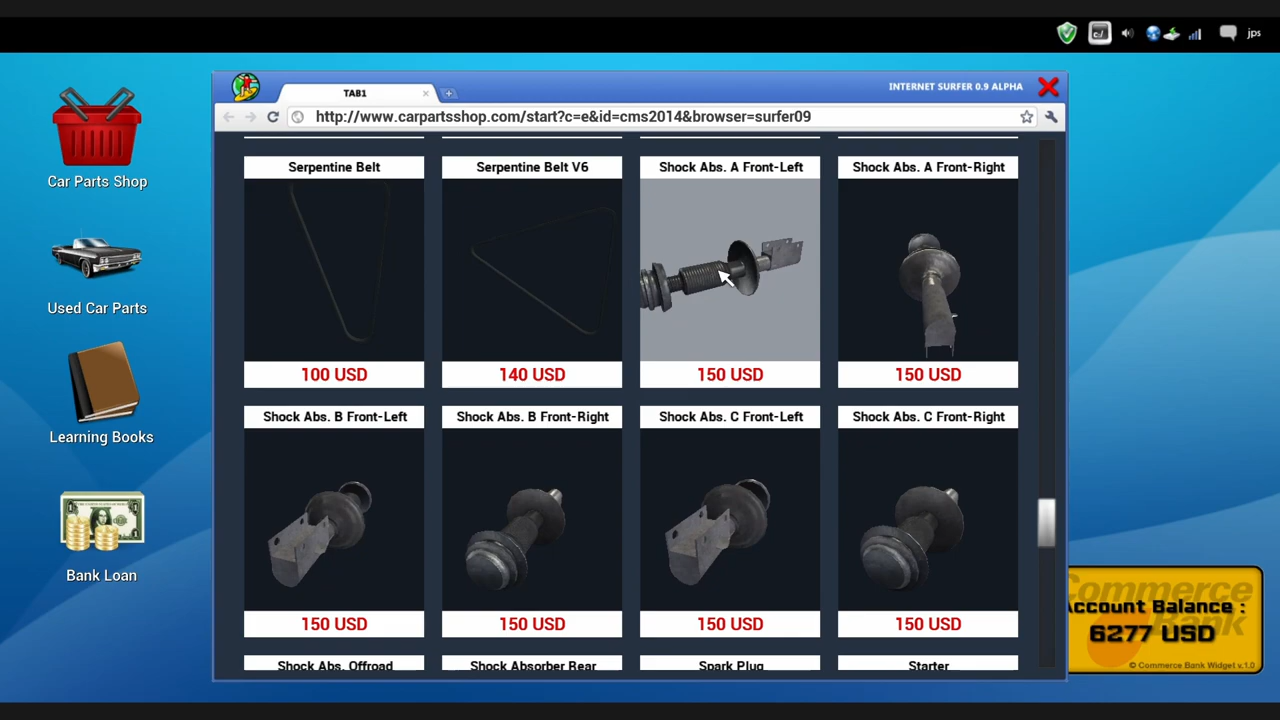 c:/
jps
TAB1
INTERNET SURFER 0.9 ALPHA
http://www.carpartsshop.com/start?c=e&id=cms2014&browser=surfer09
Car Parts Shop
Used Car Parts
Learning Books
Bank Loan
Serpentine Belt
Serpentine Belt V6
Shock Abs. A Front-Left
Shock Abs. A Front-Right
100 USD
140 USD
150 USD
150 USD
Shock Abs. B Front-Left
Shock Abs. B Front-Right
Shock Abs. C Front-Left
Shock Abs. C Front-Right
150 USD
150 USD
150 USD
150 USD
Shock Abs. Offroad
Shock Absorber Rear
Spark Plug
Starter
Commerce
Bank
Account Balance :
6277 USD
© Commerce Bank Widget v.1.0